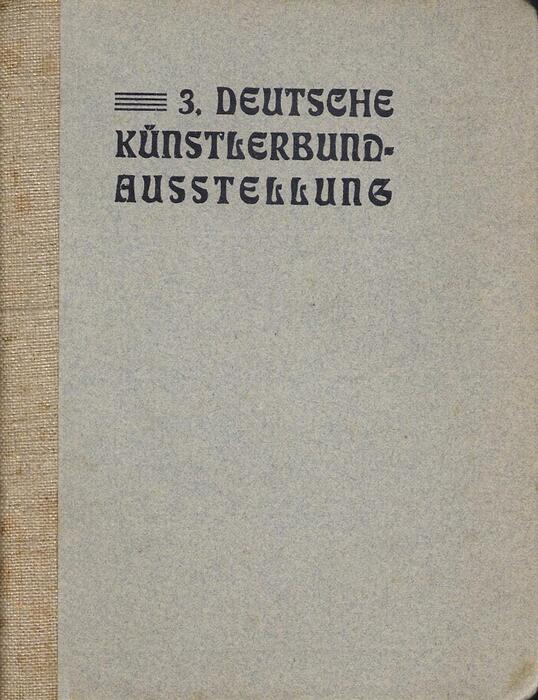 3. DEUTSCHE
KÜNSTLERBUND-
AUSSTELLUNG